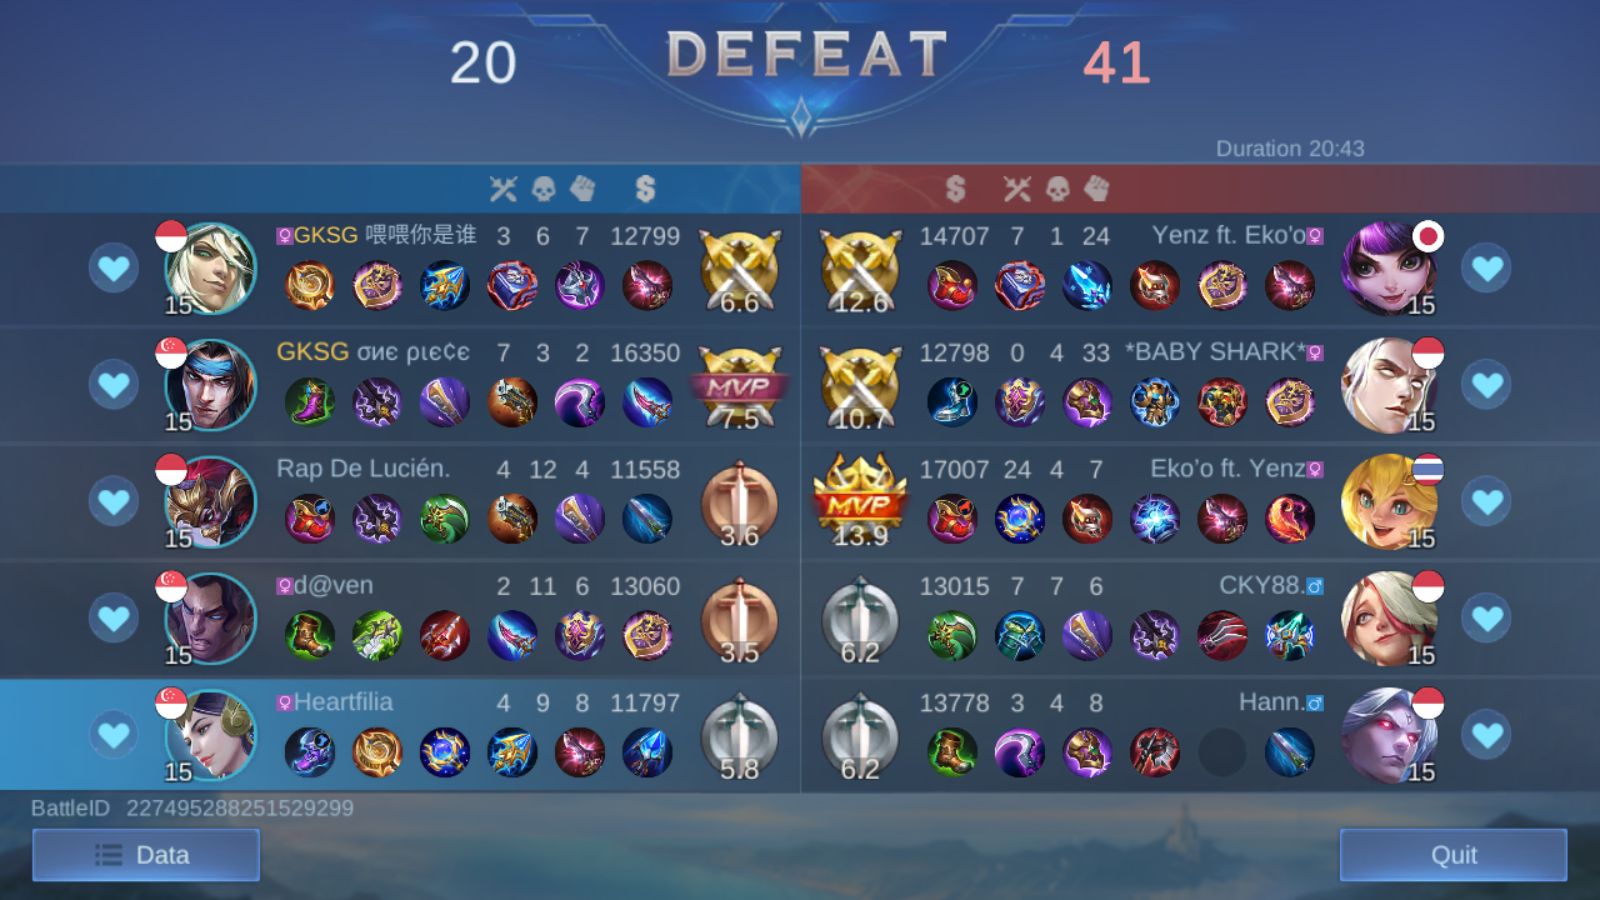 20 DEFEAT 41
Duration 20:43
GKSG 喂喂你是谁 3 6 7 12799
15 6.6
14707 7 1 24 Yenz ft. Eko'o
12.6 15
GKSG σиє ριє¢є 7 3 2 16350
15 MVP 7.5
12798 0 4 33 *BABY SHARK*
10.7 15
Rap De Lucién. 4 12 4 11558
15 3.6
17007 24 4 7 Eko'o ft. Yenz
MVP 13.9 15
d@ven 2 11 6 13060
15 3.5
13015 7 7 6 CKY88.
6.2 15
Heartfilia 4 9 8 11797
15 5.8
13778 3 4 8 Hann.
6.2 15
BattleID 227495288251529299
Data
Quit